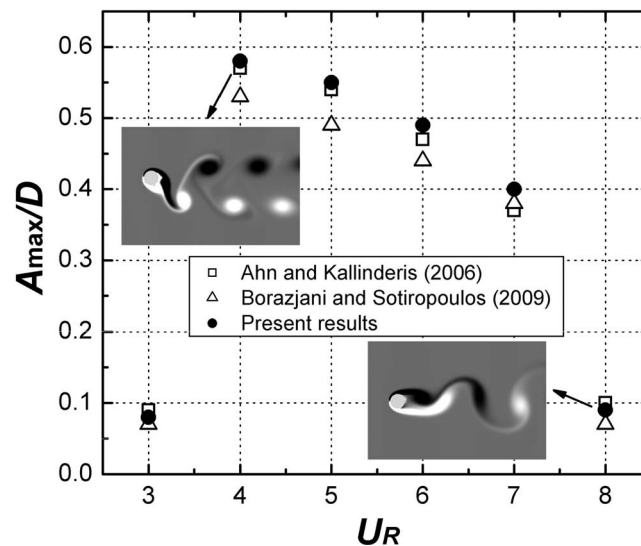 0.6
0.5
0.4
0.3
0.2
0.1
0.0
Amax/D
Ahn and Kallinderis (2006)
Borazjani and Sotiropoulos (2009)
Present results
3 4 5 6 7 8
UR